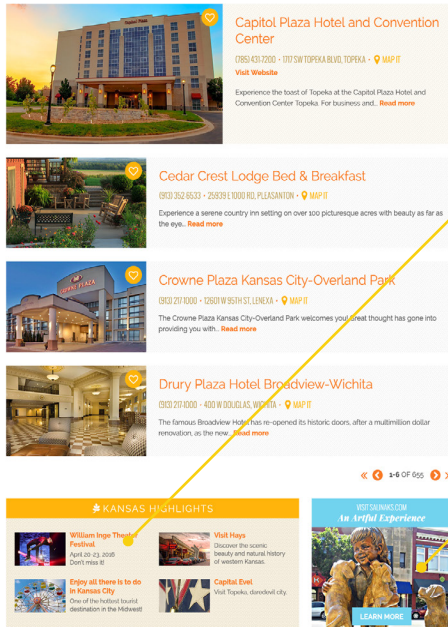 Capitol Plaza Hotel and Convention
Center
(785) 431-7200 • 1717 SW TOPEKA BLVD, TOPEKA • MAP IT
Visit Website
Experience the toast of Topeka at the Capitol Plaza Hotel and
Convention Center Topeka. For business and... Read more
Cedar Crest Lodge Bed & Breakfast
(913) 352 6533 • 25939 E 1000 RD, PLEASANTON • MAP IT
Experience a serene country inn setting on over 100 picturesque acres with beauty as far as
the eye... Read more
CROWNE PLAZA
Crowne Plaza Kansas City-Overland Park
(913) 217-1000 • 12601 W 95TH ST, LENEXA • MAP IT
The Crowne Plaza Kansas City-Overland Park welcomes you! Great thought has gone into
providing you with... Read more
Drury Plaza Hotel Broadview-Wichita
(913) 217-1000 • 400 W DOUGLAS, WICHITA • MAP IT
The famous Broadview Hotel has re-opened its historic doors, after a multimillion dollar
renovation, as the new... Read more
1-6 OF 655
KANSAS HIGHLIGHTS
William Inge Theater
Festival
April 20-23, 2016
Don't miss it!
Visit Hays
Discover the scenic
beauty and natural history
of western Kansas.
Enjoy all there is to do
in Kansas City
One of the hottest tourist
destination in the Midwest!
Capital Evel
Visit Topeka, daredevil city.
VISIT SALINAKS.COM
An Artful Experience
LEARN MORE